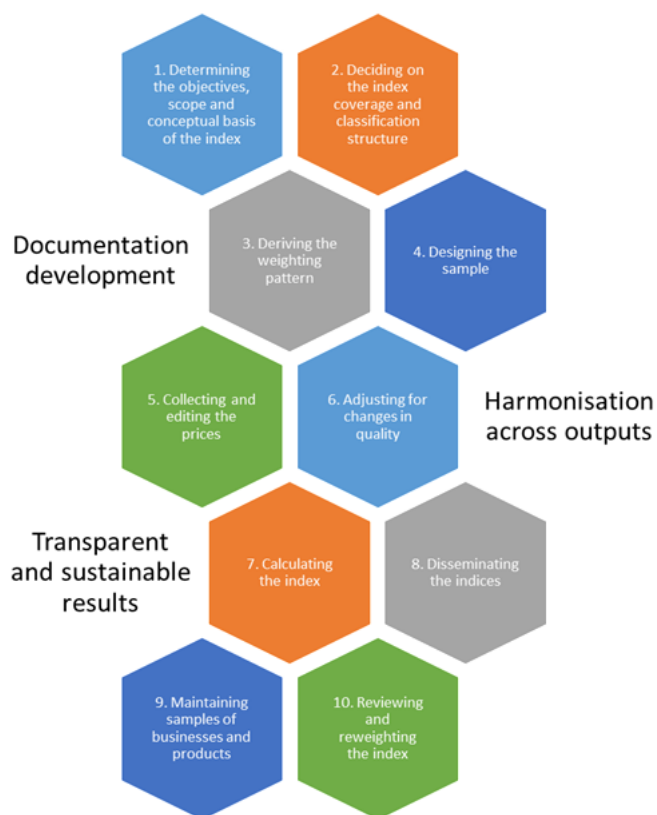 1. Determining
the objectives,
scope and
conceptual basis
of the index
2. Deciding on
the index
coverage and
classification
structure
Documentation
development
3. Deriving the
weighting
pattern
4. Designing the
sample
5. Collecting and
editing the
prices
6. Adjusting for
changes in
quality
Harmonisation
across outputs
Transparent
and sustainable
results
7. Calculating
the index
8. Disseminating
the indices
9. Maintaining
samples of
businesses and
products
10. Reviewing
and
reweighting
the index